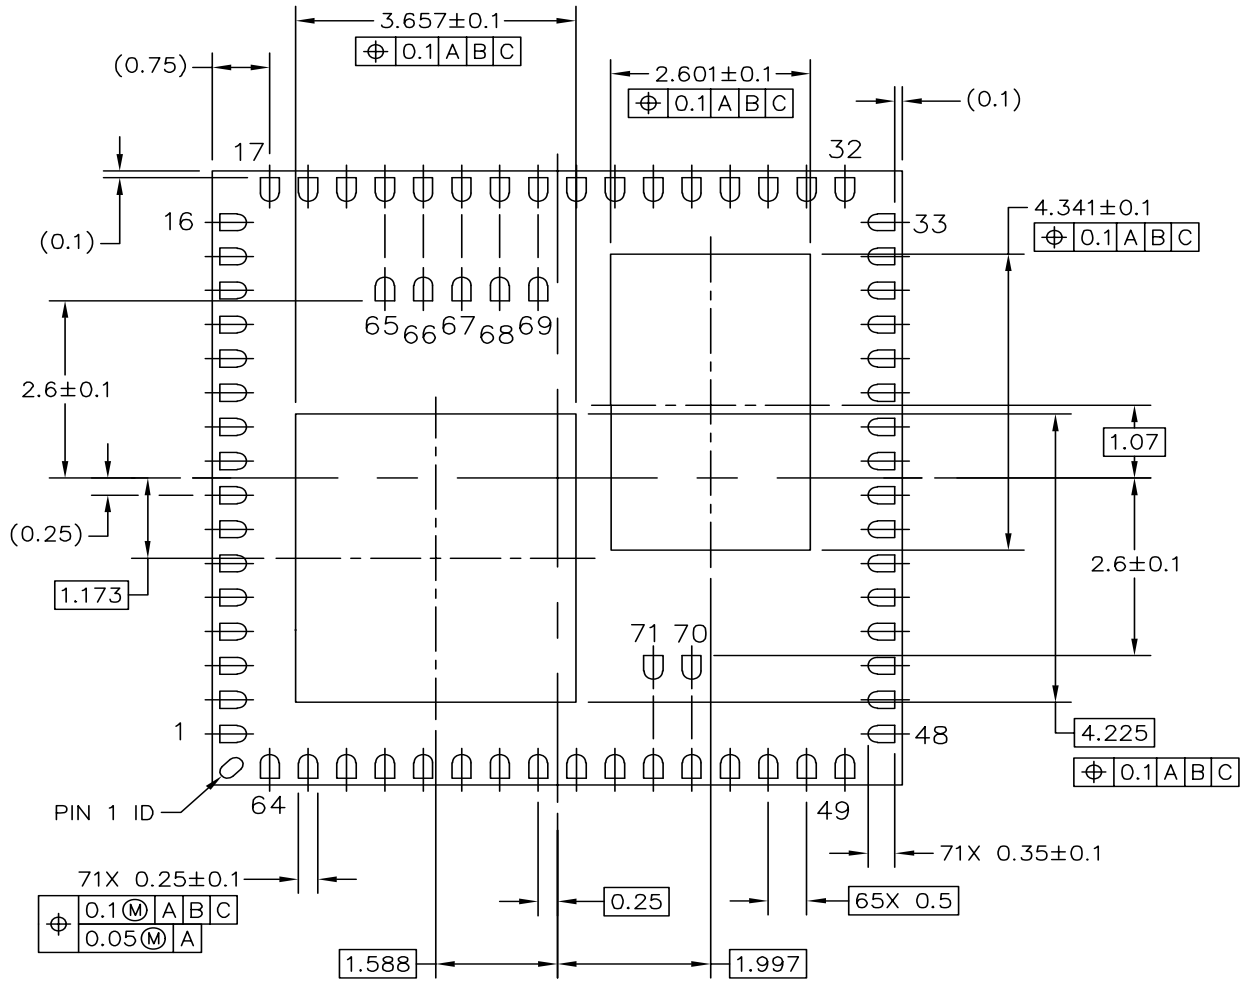 3.657±0.1
⌖ 0.1 A B C
(0.75)
2.601±0.1
⌖ 0.1 A B C
(0.1)
17
32
16
33
(0.1)
4.341±0.1
⌖ 0.1 A B C
65 66 67 68 69
2.6±0.1
1.07
(0.25)
2.6±0.1
1.173
71 70
1
48
4.225
⌖ 0.1 A B C
64
49
PIN 1 ID
71X 0.35±0.1
71X 0.25±0.1
0.25
65X 0.5
⌖ 0.1 Ⓜ A B C
0.05 Ⓜ A
1.588
1.997